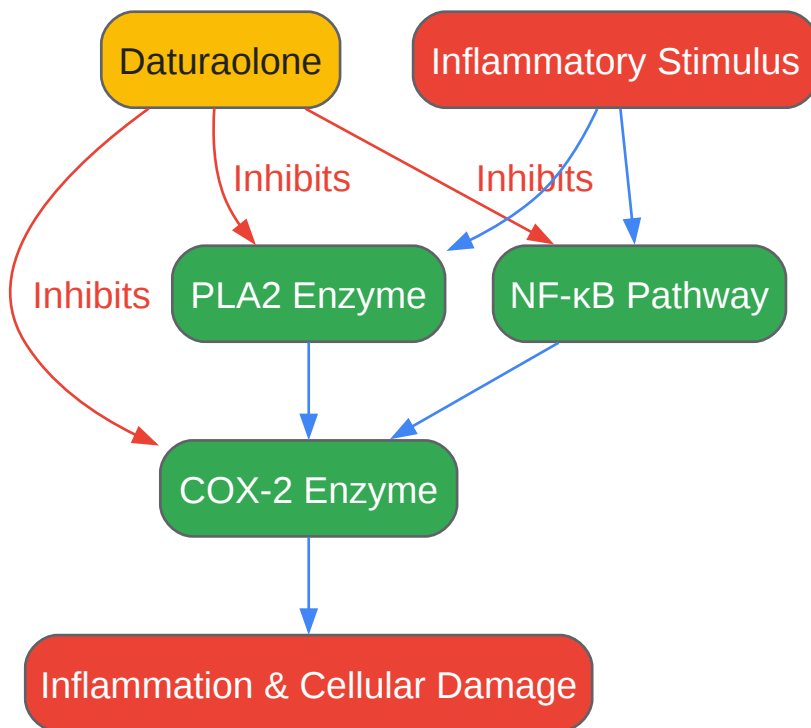 Daturaolone
Inflammatory Stimulus
Inhibits
Inhibits
Inhibits
PLA2 Enzyme
NF-κB Pathway
COX-2 Enzyme
Inflammation & Cellular Damage